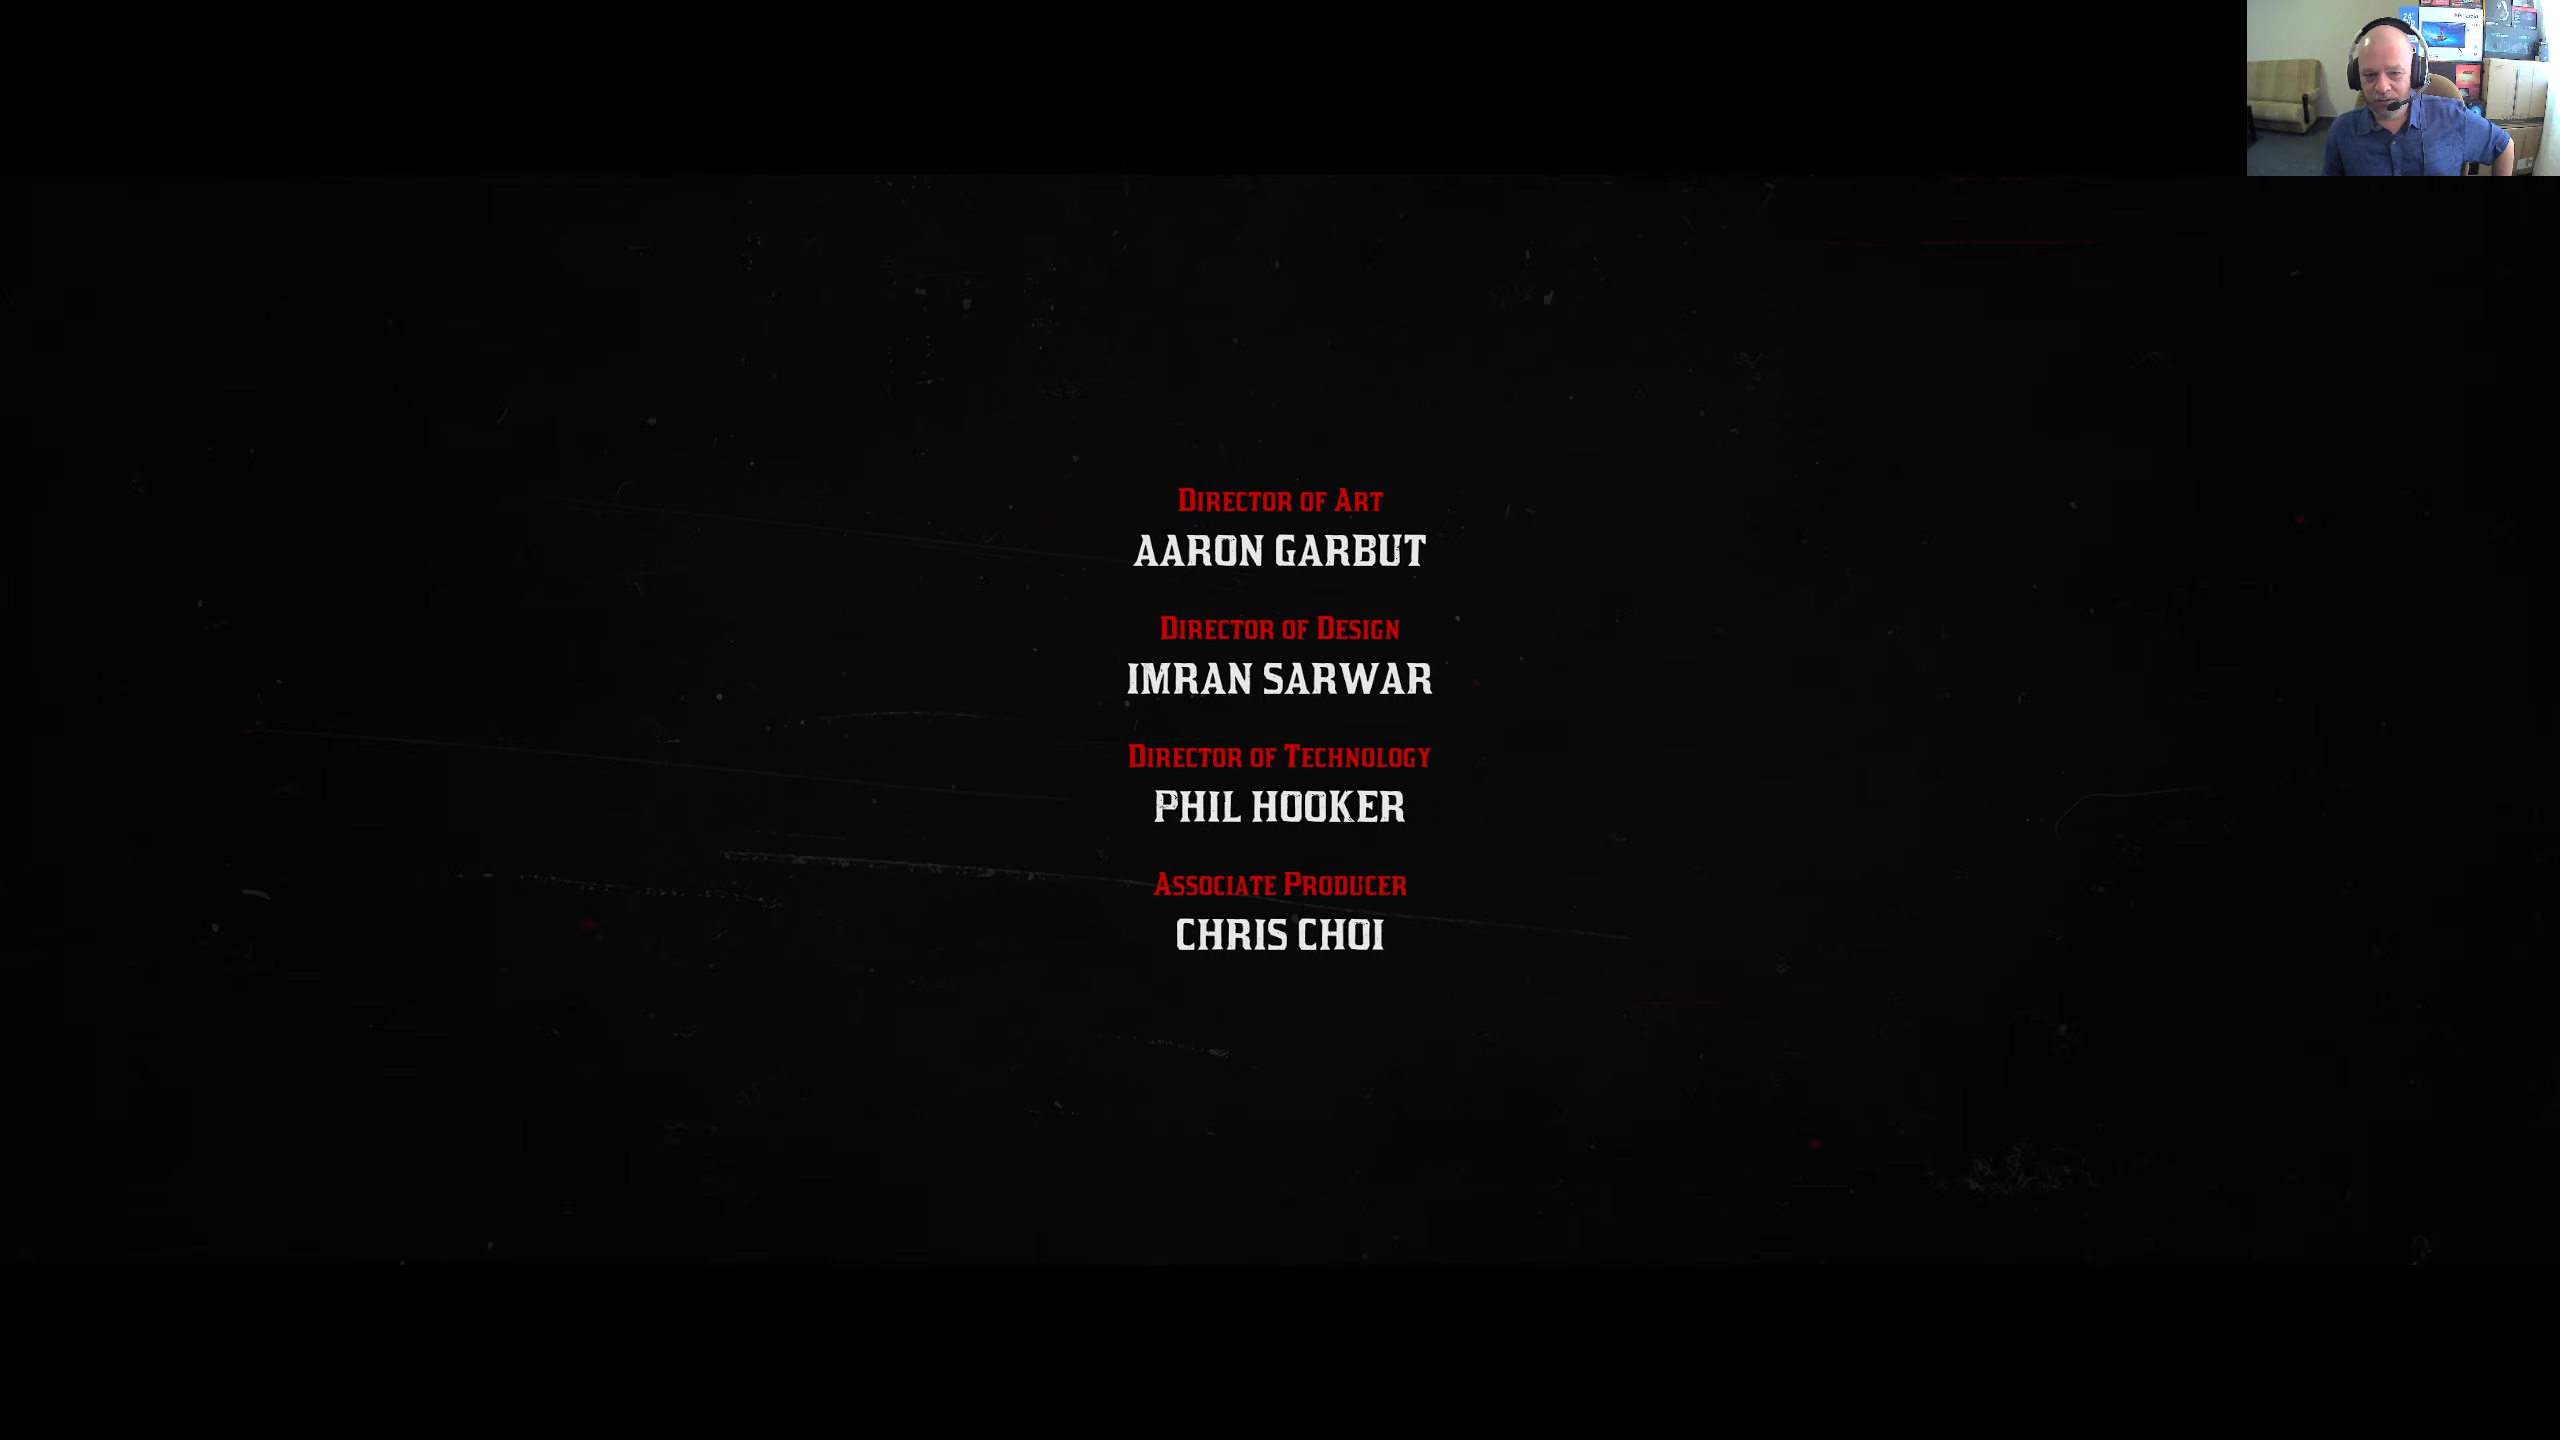 Director of Art
AARON GARBUT
Director of Design
IMRAN SARWAR
Director of Technology
PHIL HOOKER
Associate Producer
CHRIS CHOI